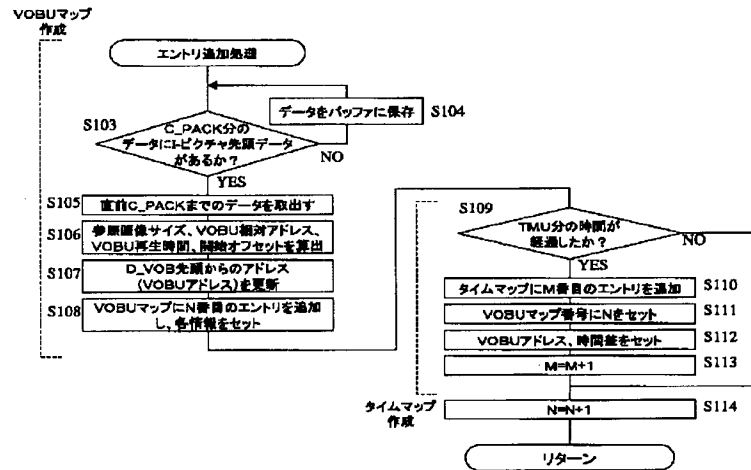 VOBUマップ
作成
エントリ追加処理
データをバッファに保存
S104
S103
C_PACK分の
データにI-ピクチャ先頭データ
があるか？
NO
YES
S105
直前C_PACKまでのデータを取出す
S106
参照画像サイズ、VOBU相対アドレス、
VOBU再生時間、開始オフセットを算出
S107
D_VOB先頭からのアドレス
(VOBUアドレス)を更新
S108
VOBUマップにN番目のエントリを追加
し、各情報をセット
S109
TMU分の時間が
経過したか？
NO
YES
タイムマップにM番目のエントリを追加
S110
VOBUマップ番号にNをセット
S111
VOBUアドレス、時間差をセット
S112
M=M+1
S113
タイムマップ
作成
N=N+1
S114
リターン